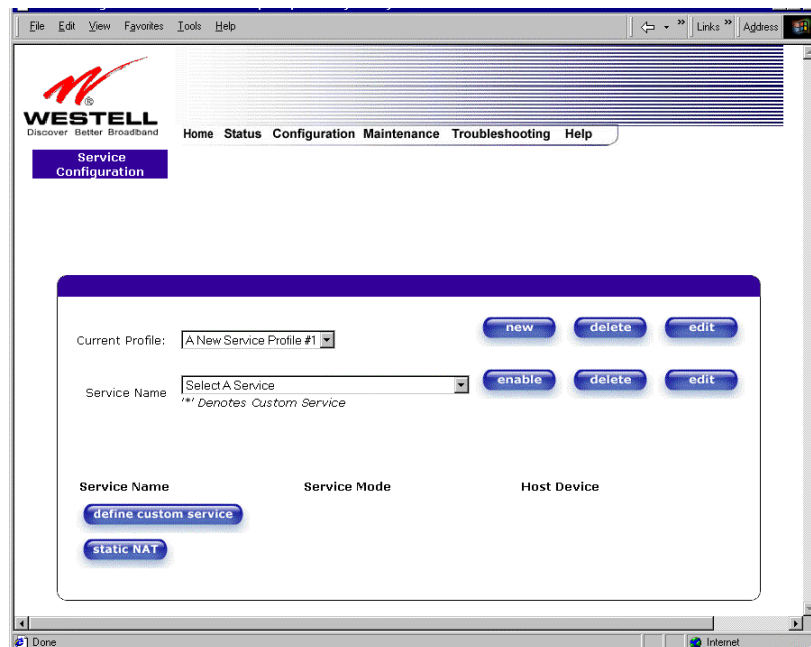 File Edit View Favorites Tools Help
Links » Address
®
WESTELL
Discover Better Broadband
Home Status Configuration Maintenance Troubleshooting Help
Service
Configuration
new delete edit
Current Profile: A New Service Profile #1
enable delete edit
Service Name Select A Service
'*' Denotes Custom Service
Service Name Service Mode Host Device
define custom service
static NAT
Done Internet